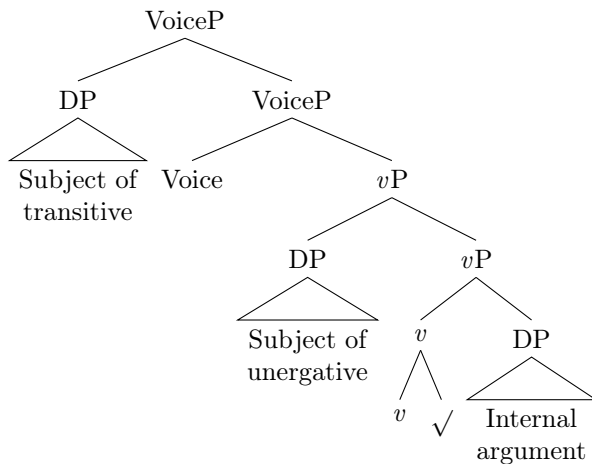 VoiceP
DP VoiceP
Subject of
transitive
Voice vP
DP vP
Subject of
unergative
v DP
v √ Internal
argument